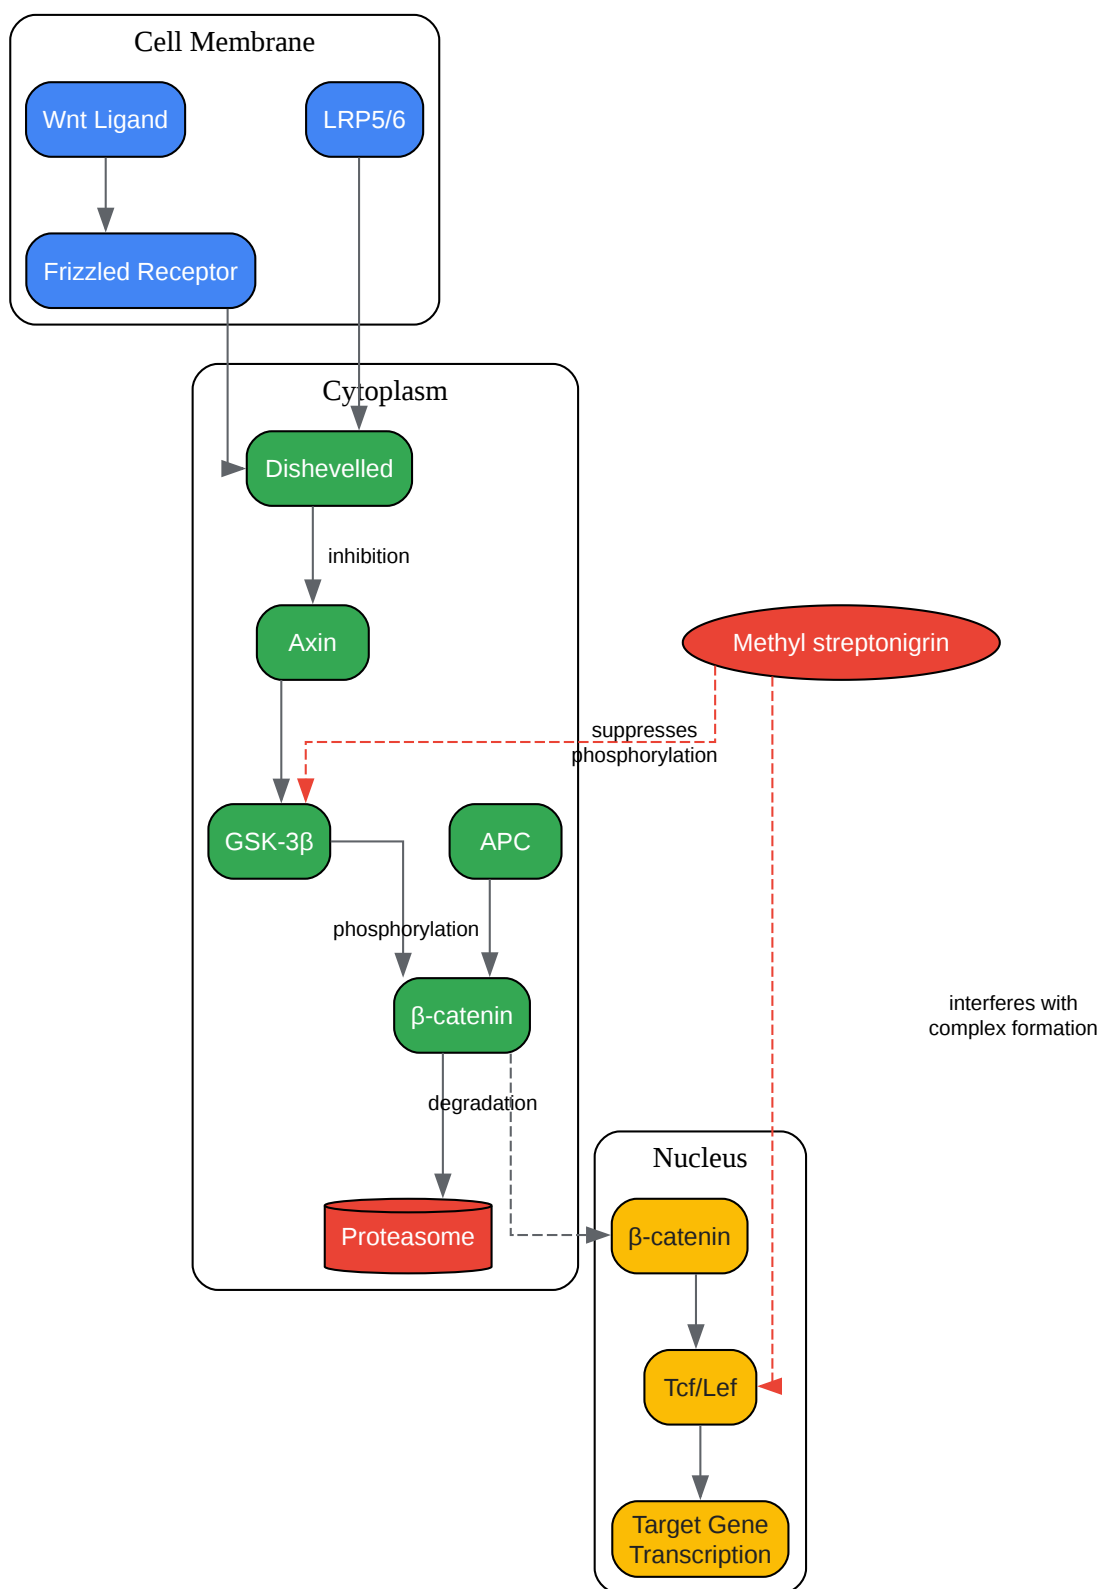 Cell Membrane
Wnt Ligand
LRP5/6
Frizzled Receptor
Cytoplasm
Dishevelled
inhibition
Axin
Methyl streptonigrin
suppresses
phosphorylation
GSK-3β
APC
phosphorylation
β-catenin
interferes with
complex formation
degradation
Nucleus
Proteasome
β-catenin
Tcf/Lef
Target Gene
Transcription